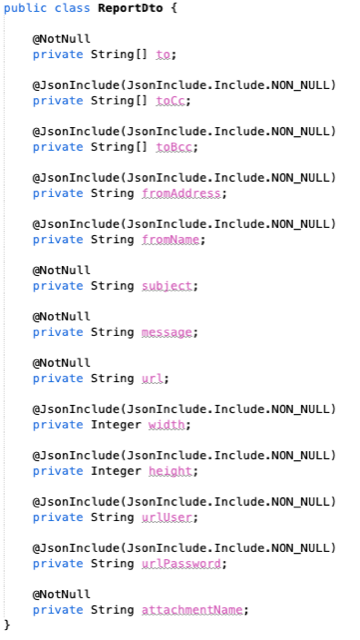 public class ReportDto {
@NotNull
private String[] to;
@JsonInclude(JsonInclude.Include.NON_NULL)
private String[] toCc;
@JsonInclude(JsonInclude.Include.NON_NULL)
private String[] toBcc;
@JsonInclude(JsonInclude.Include.NON_NULL)
private String fromAddress;
@JsonInclude(JsonInclude.Include.NON_NULL)
private String fromName;
@NotNull
private String subject;
@NotNull
private String message;
@NotNull
private String url;
@JsonInclude(JsonInclude.Include.NON_NULL)
private Integer width;
@JsonInclude(JsonInclude.Include.NON_NULL)
private Integer height;
@JsonInclude(JsonInclude.Include.NON_NULL)
private String urlUser;
@JsonInclude(JsonInclude.Include.NON_NULL)
private String urlPassword;
@NotNull
private String attachmentName;
}